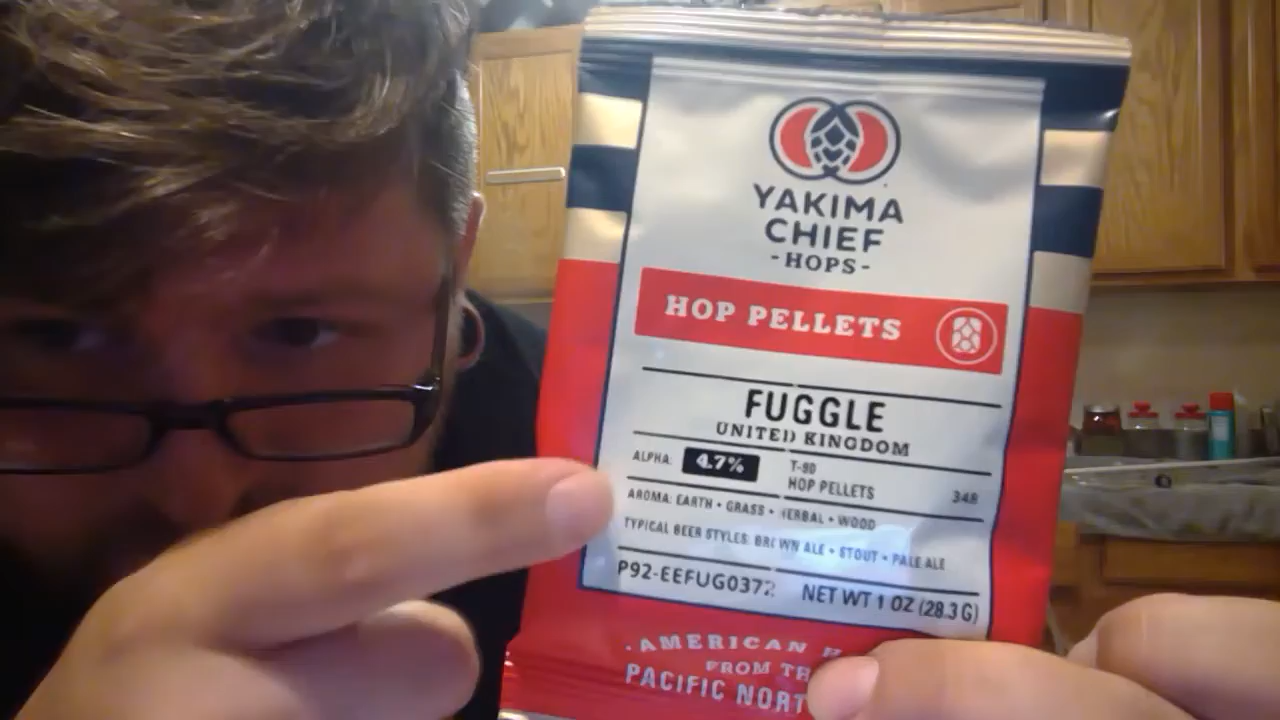 YAKIMA
CHIEF
-HOPS-
HOP PELLETS
FUGGLE
UNITED KINGDOM
ALPHA: 4.7%
T-90
HOP PELLETS
348
AROMA: EARTH • GRASS • HERBAL • WOOD
TYPICAL BEER STYLES: BROWN ALE • STOUT • PALE ALE
P92-EEFUG0372 NET WT 1 OZ (28.3 G)
AMERICAN
FROM
PACIFIC